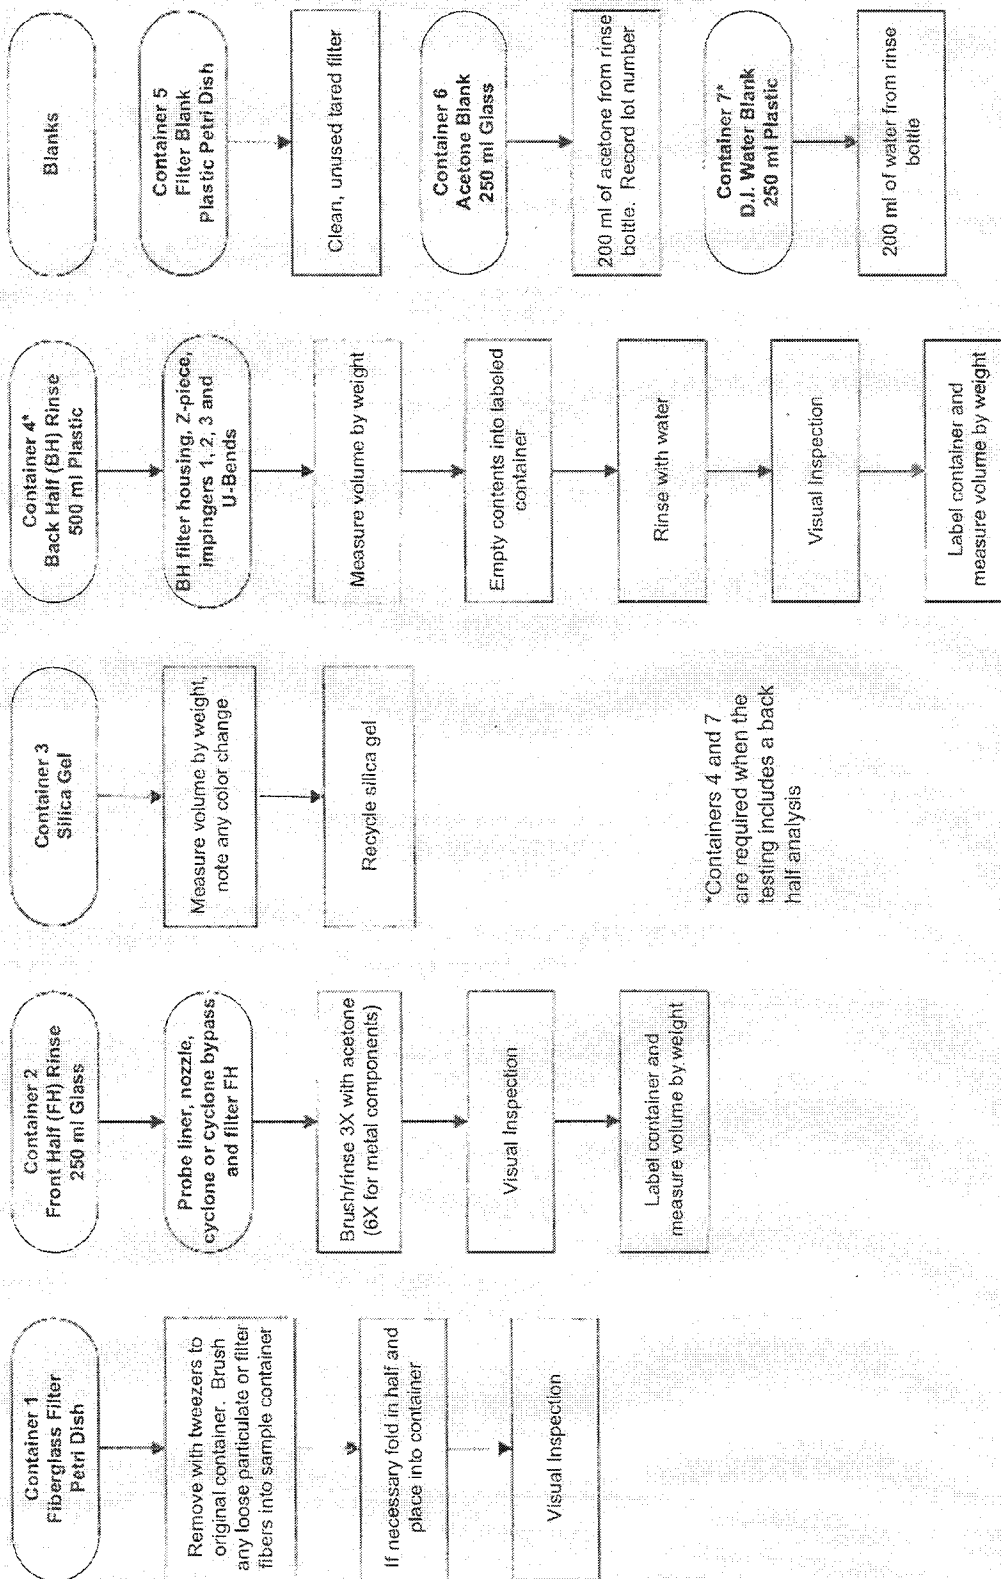 Container 1
Fiberglass Filter
Petri Dish
Remove with tweezers to
original container. Brush
any loose particulate or filter
fibers into sample container
If necessary fold in half and
place into container
Visual Inspection
Container 2
Front Half (FH) Rinse
250 ml Glass
Probe liner, nozzle,
cyclone or cyclone bypass
and filter FH
Brush/rinse 3X with acetone
(6X for metal components)
Visual Inspection
Label container and
measure volume by weight
Container 3
Silica Gel
Measure volume by weight,
note any color change
Recycle silica gel
*Containers 4 and 7
are required when the
testing includes a back
half analysis
Container 4*
Back Half (BH) Rinse
500 ml Plastic
BH filter housing, Z-piece,
impingers 1, 2, 3 and
U-Bends
Measure volume by weight
Empty contents into labeled
container
Rinse with water
Visual Inspection
Label container and
measure volume by weight
Blanks
Container 5
Filter Blank
Plastic Petri Dish
Clean, unused tared filter
Container 6
Acetone Blank
250 ml Glass
200 ml of acetone from rinse
bottle. Record lot number
Container 7*
D.I. Water Blank
250 ml Plastic
200 ml of water from rinse
bottle